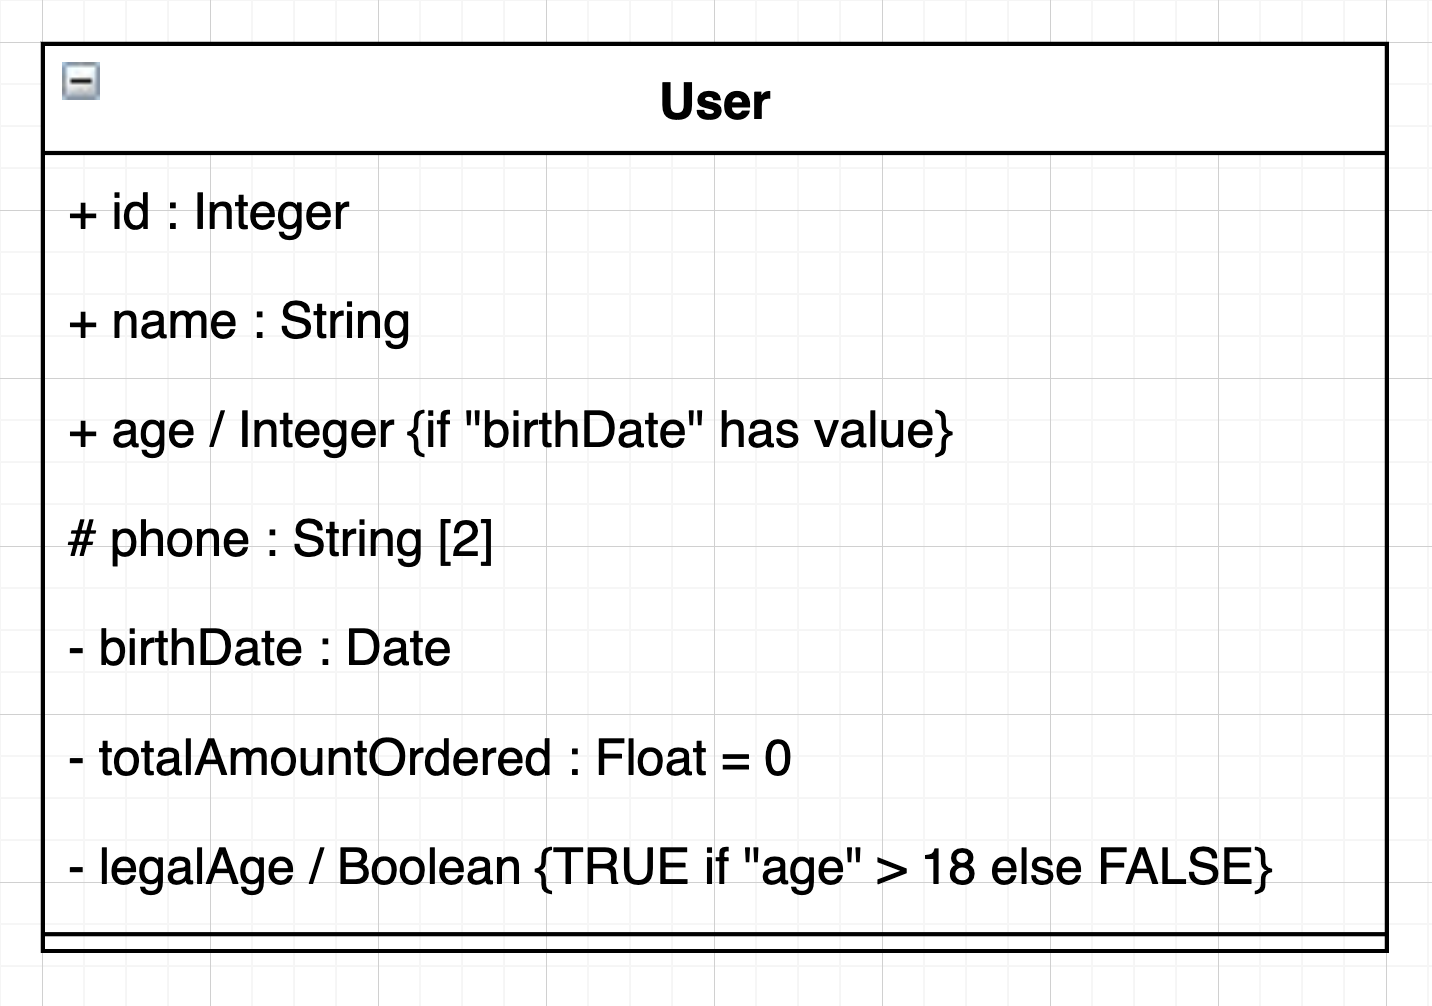 User
+ id : Integer
+ name : String
+ age / Integer {if "birthDate" has value}
# phone : String [2]
- birthDate : Date
- totalAmountOrdered : Float = 0
- legalAge / Boolean {TRUE if "age" > 18 else FALSE}